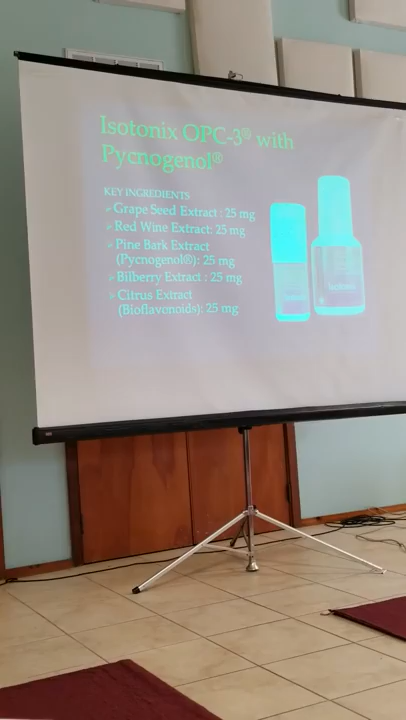 Isotonix OPC-3® with
Pycnogenol®
KEY INGREDIENTS
Grape Seed Extract : 25 mg
Red Wine Extract: 25 mg
Pine Bark Extract
(Pycnogenol®): 25 mg
Bilberry Extract : 25 mg
Citrus Extract
(Bioflavonoids): 25 mg